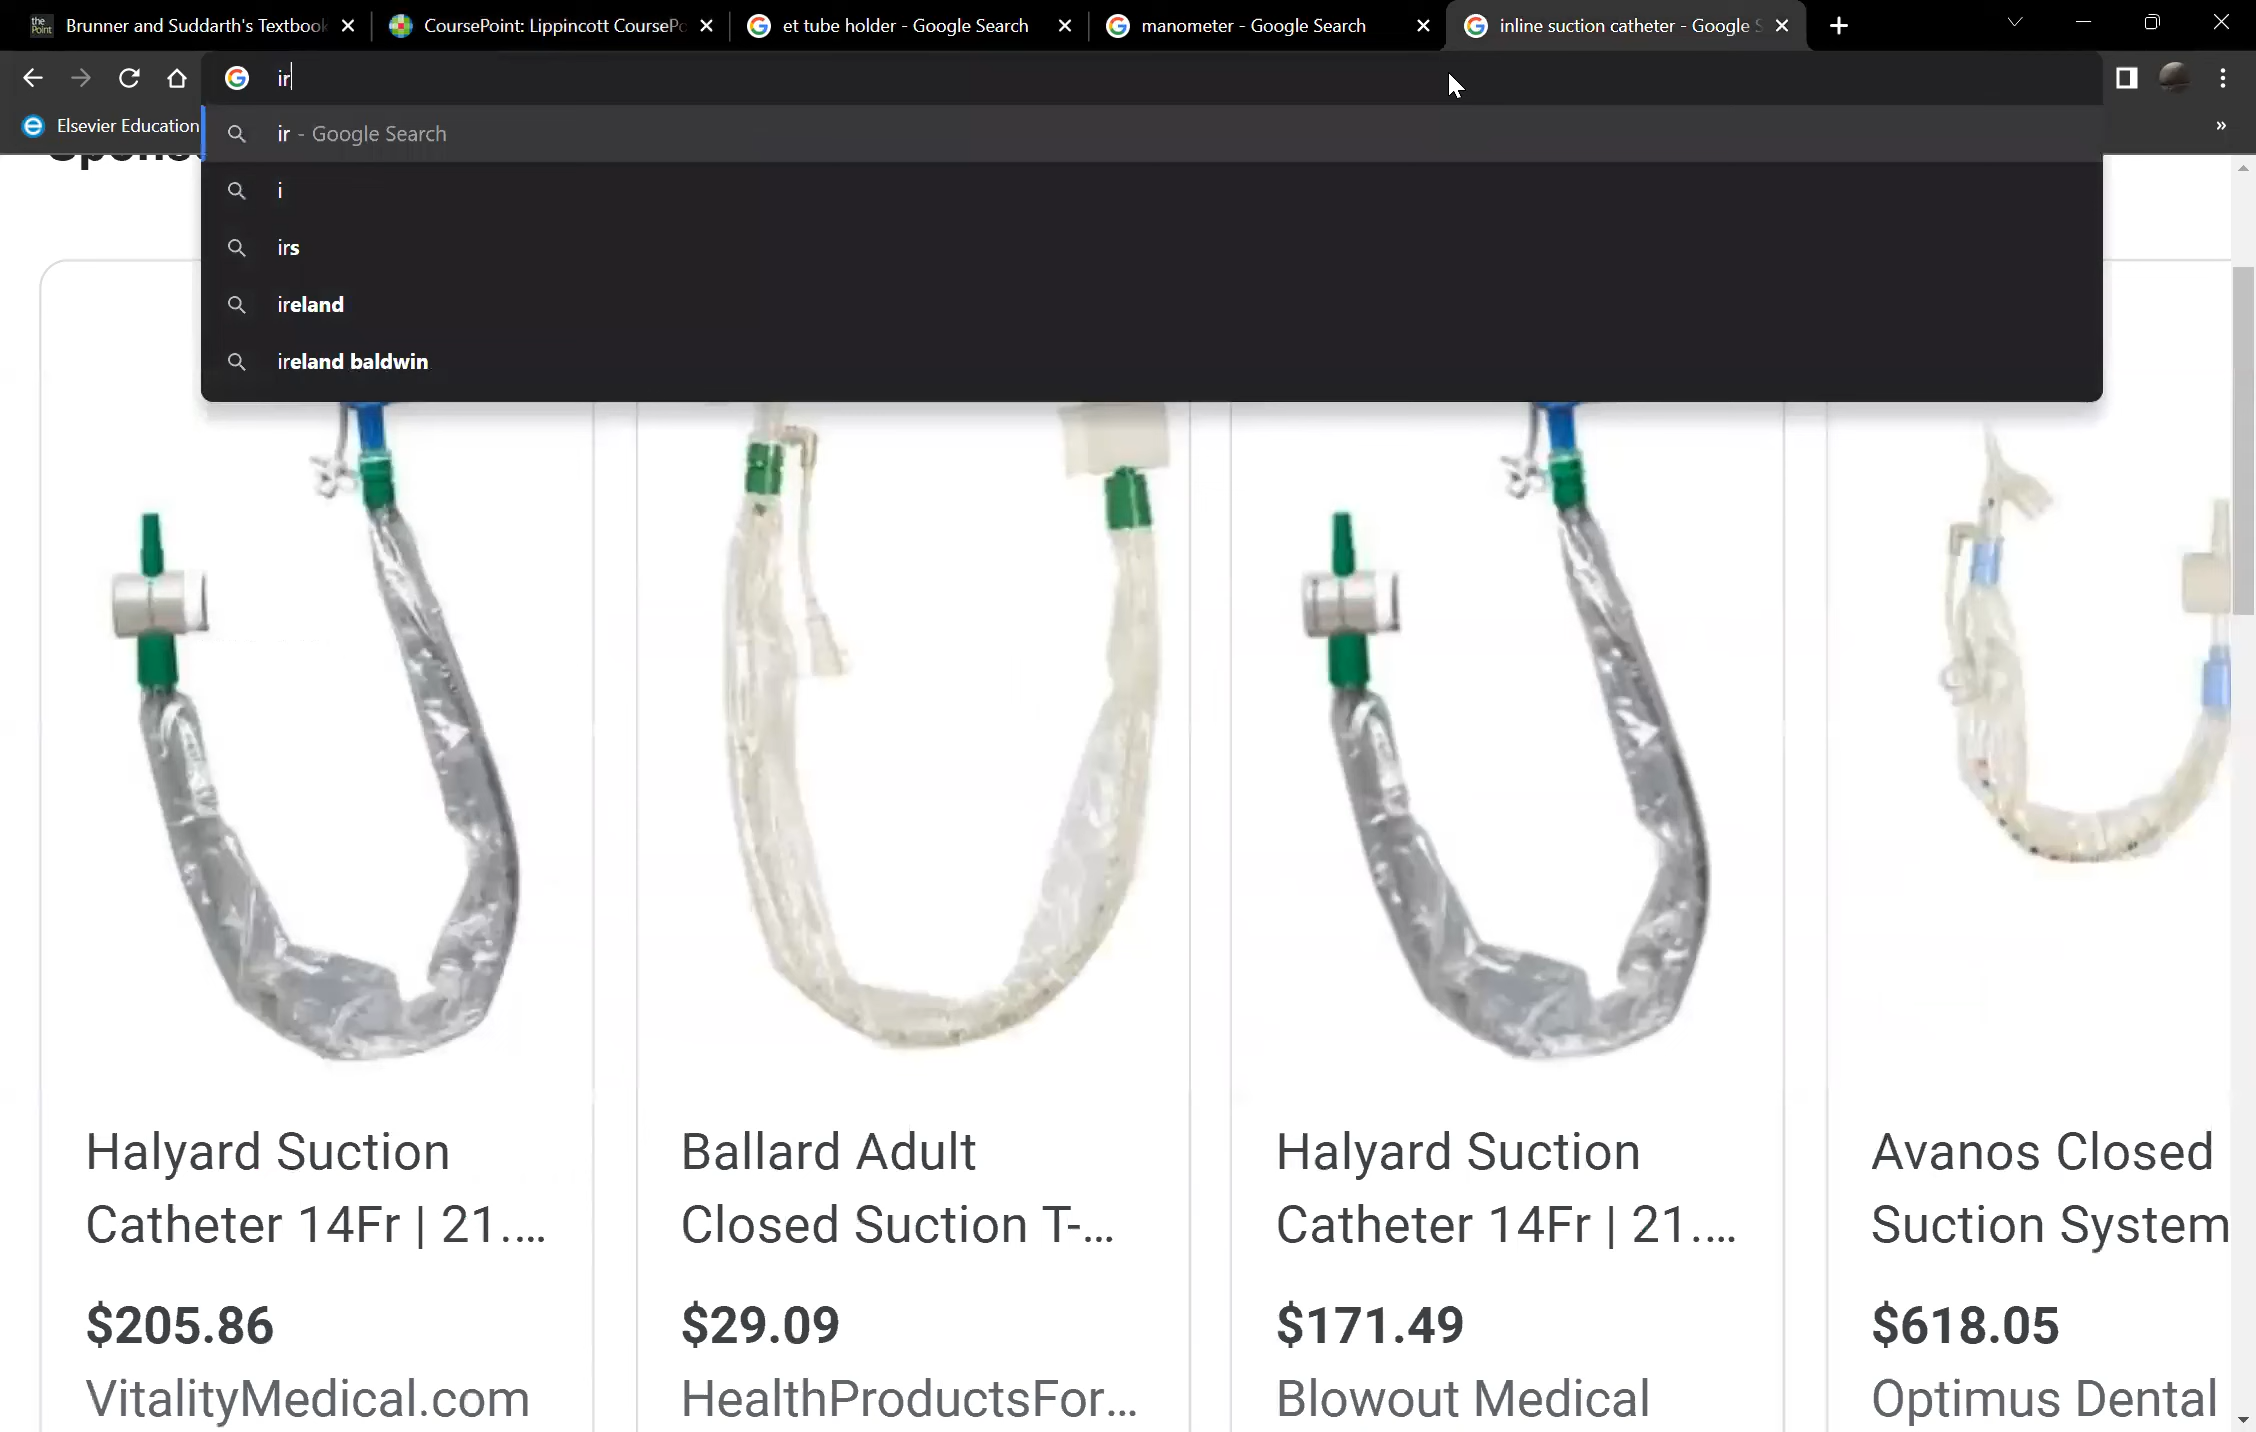 the Point
Brunner and Suddarth's Textbook
CoursePoint: Lippincott CourseP
et tube holder - Google Search
manometer - Google Search
inline suction catheter - Google S
ir
Elsevier Education
»
ir - Google Search
i
irs
ireland
ireland baldwin
Halyard Suction
Catheter 14Fr | 21....
$205.86
VitalityMedical.com
Ballard Adult
Closed Suction T-...
$29.09
HealthProductsFor...
Halyard Suction
Catheter 14Fr | 21....
$171.49
Blowout Medical
Avanos Closed
Suction System
$618.05
Optimus Dental